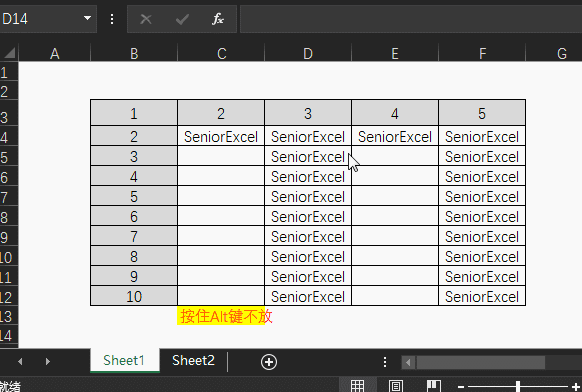 D14
fx
A B C D E F G
1
2
3 1 2 3 4 5
4 2 SeniorExcel SeniorExcel SeniorExcel SeniorExcel
5 3 SeniorExcel SeniorExcel
6 4 SeniorExcel SeniorExcel
7 5 SeniorExcel SeniorExcel
8 6 SeniorExcel SeniorExcel
9 7 SeniorExcel SeniorExcel
10 8 SeniorExcel SeniorExcel
11 9 SeniorExcel SeniorExcel
12 10 SeniorExcel SeniorExcel
13 按住Alt键不放
14
Sheet1 Sheet2
就绪